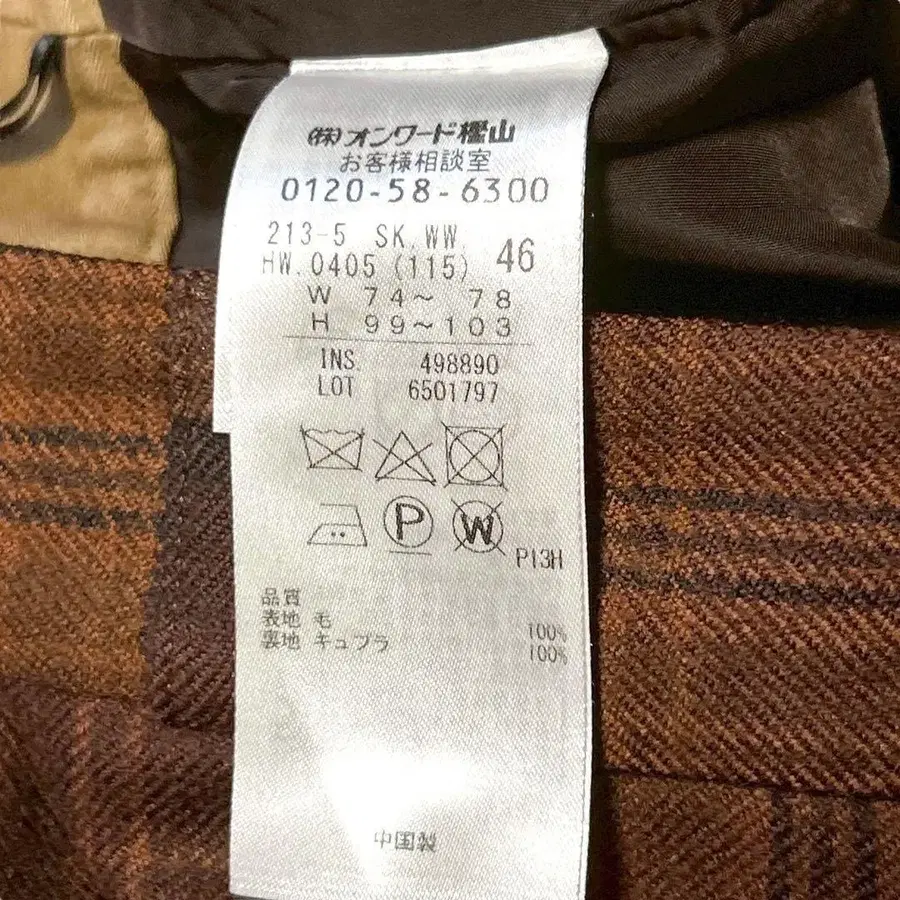 ㈱オンワード樫山
お客様相談室
0120-58-6300
213-5 SK.WW.
HW.0405 (115) 46
W 74～ 78
H 99～103
INS 498890
LOT 6501797
P
W
P13H
品質
表地 毛 100%
裏地 キュプラ 100%
中国製